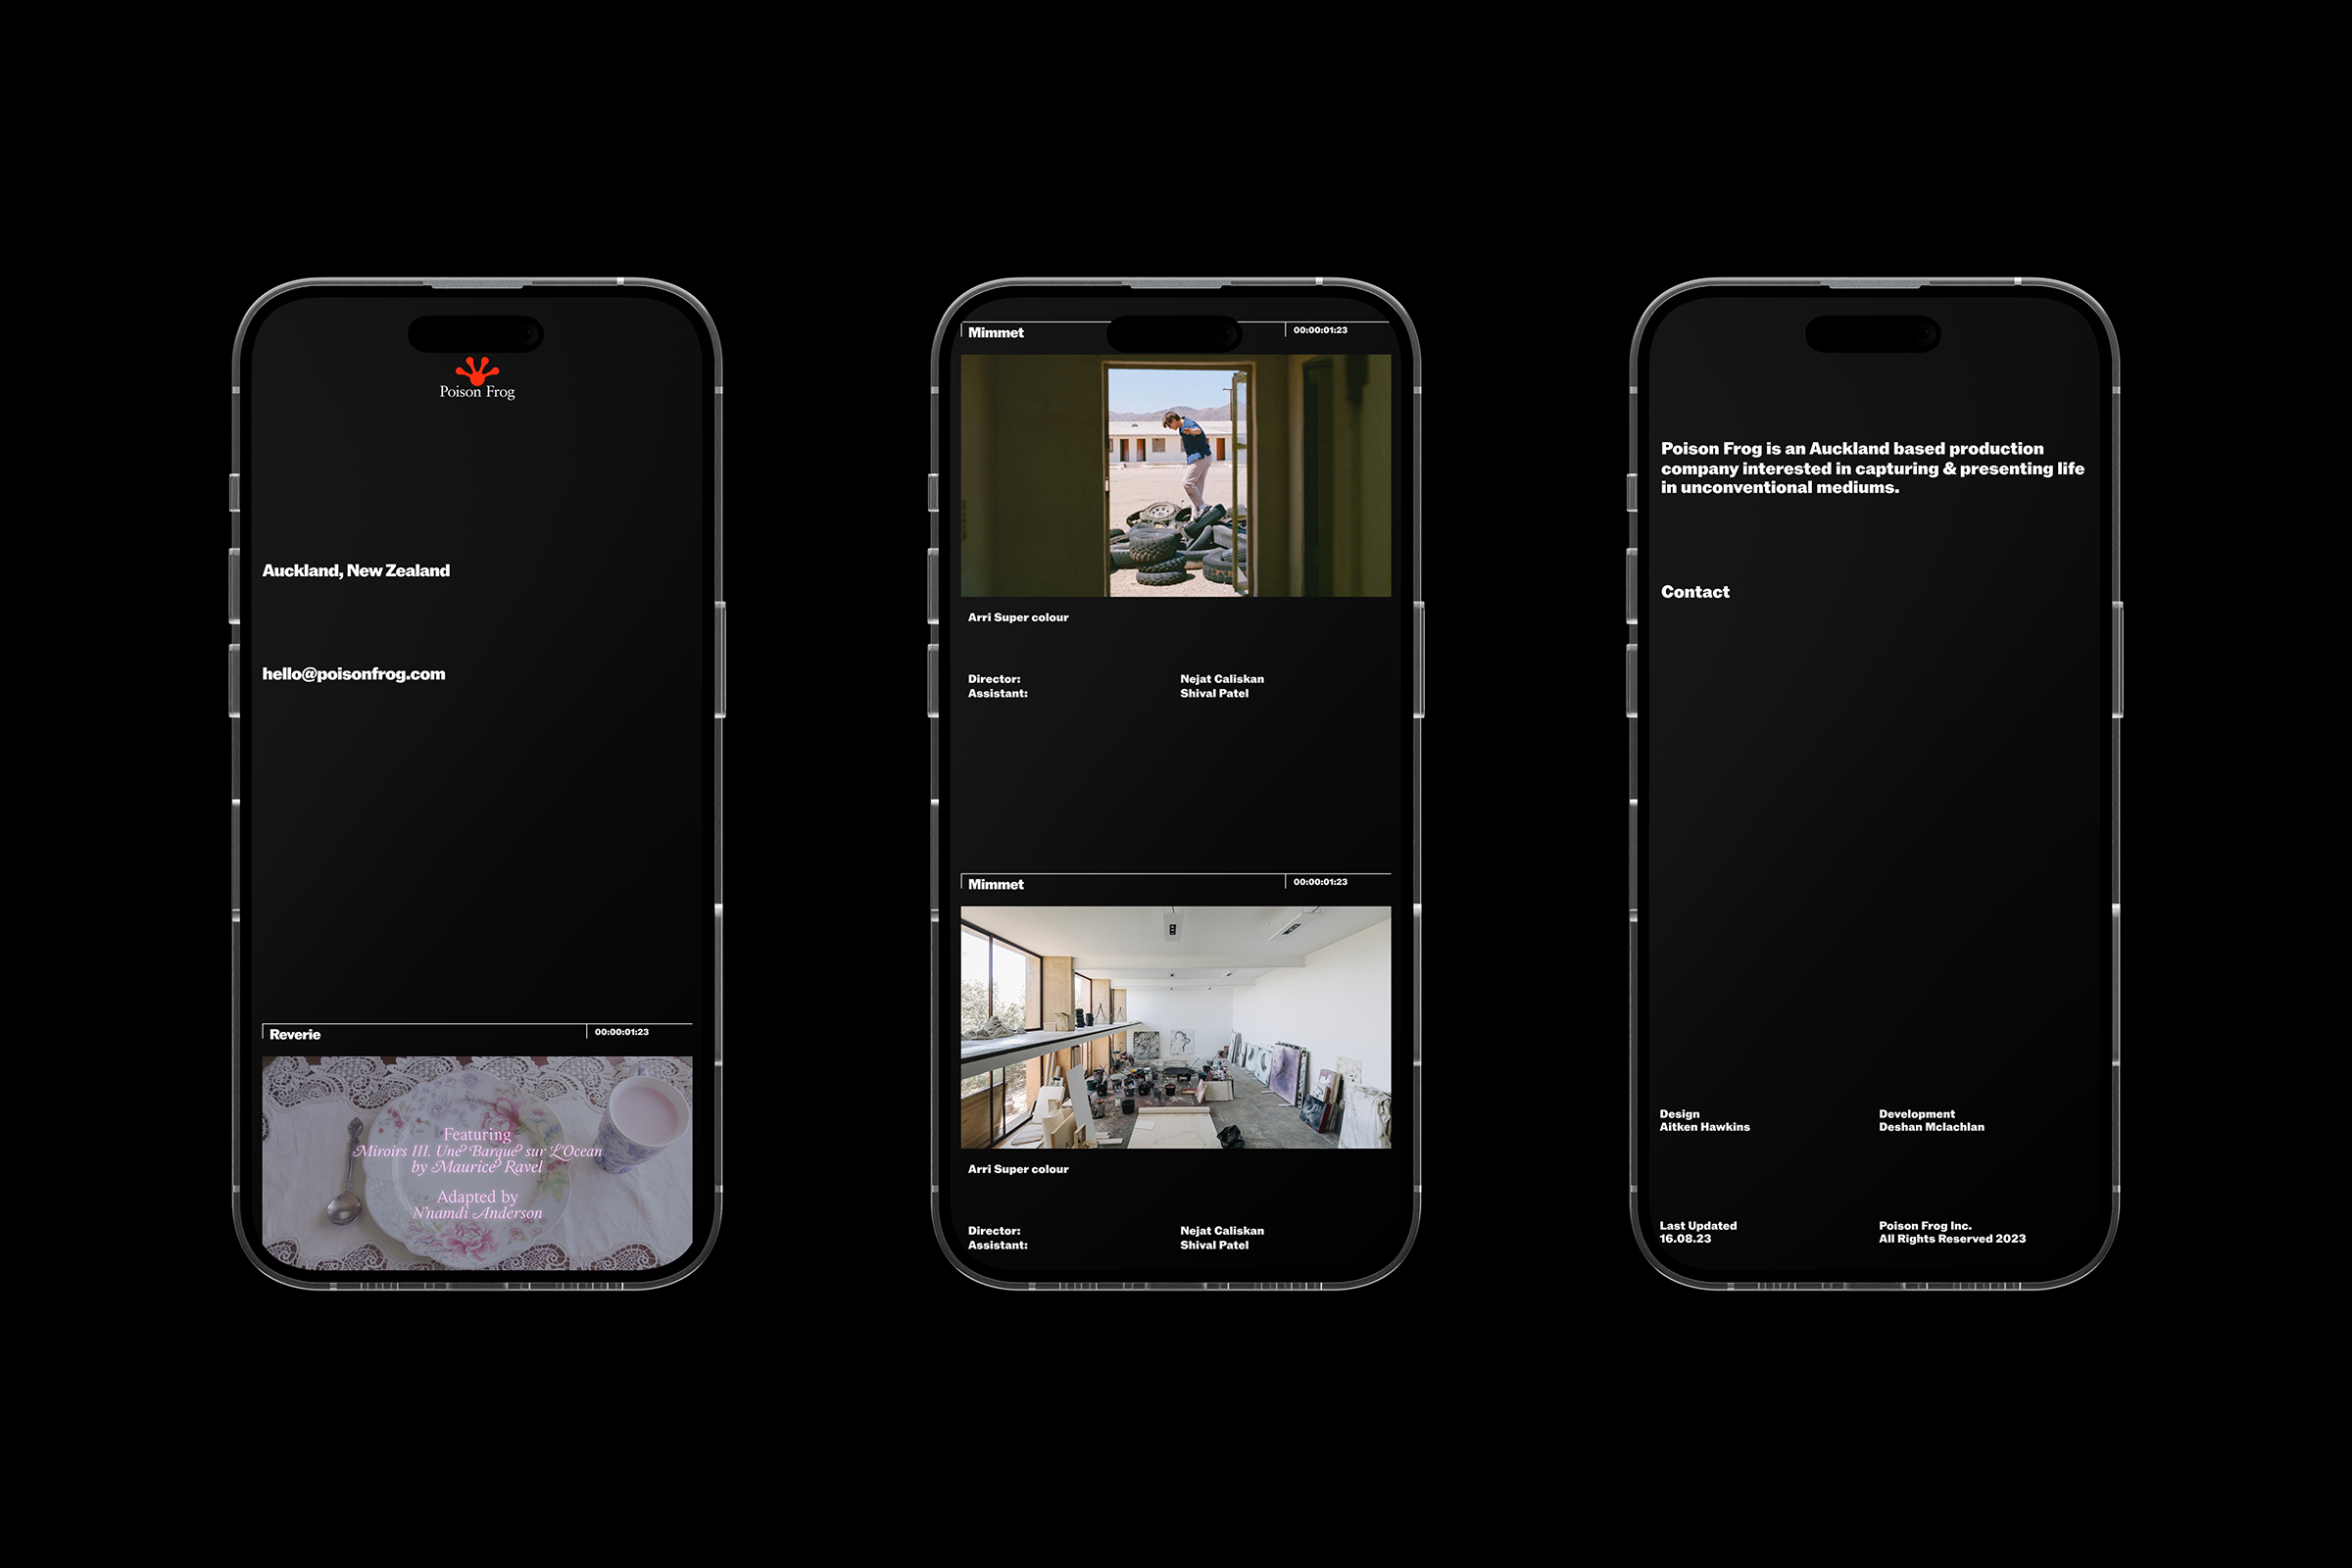 Poison Frog
Auckland, New Zealand
hello@poisonfrog.com
Reverie
00:00:01:23
Featuring
Miroirs III. Une Barque sur L'Ocean
by Maurice Ravel
Adapted by
N'namdi Anderson
Mimmet
00:00:01:23
Arri Super colour
Director: Nejat Caliskan
Assistant: Shival Patel
Mimmet
00:00:01:23
Arri Super colour
Director: Nejat Caliskan
Assistant: Shival Patel
Poison Frog is an Auckland based production
company interested in capturing & presenting life
in unconventional mediums.
Contact
Design
Aitken Hawkins
Development
Deshan Mclachlan
Last Updated
16.08.23
Poison Frog Inc.
All Rights Reserved 2023